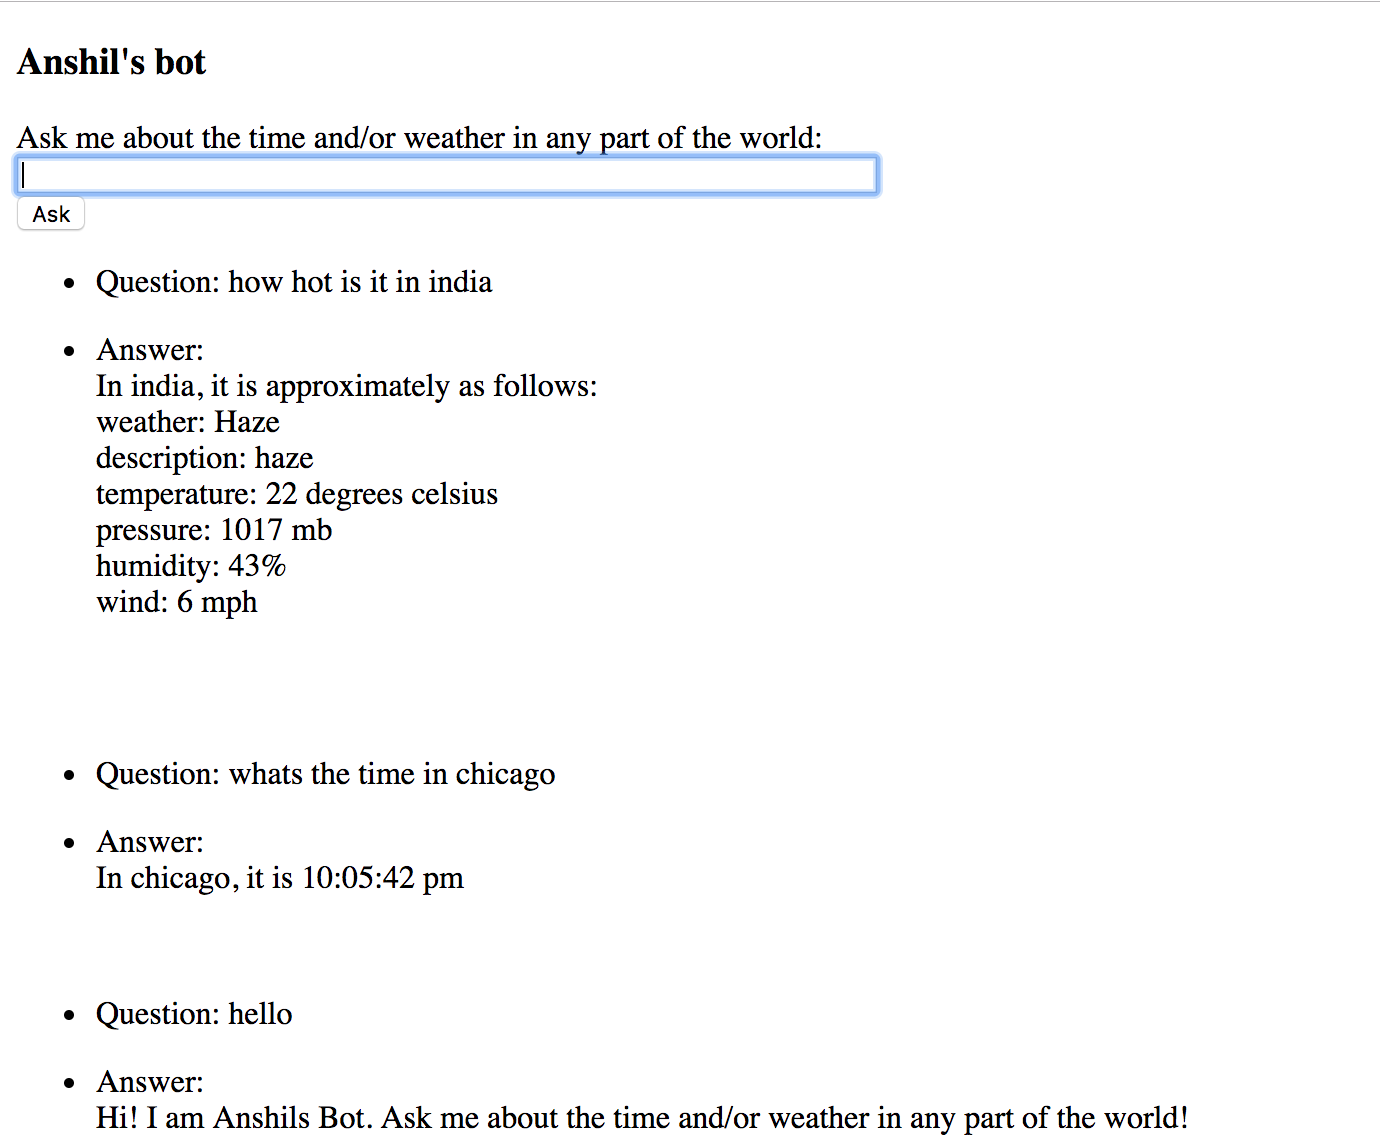 Anshil's bot
Ask me about the time and/or weather in any part of the world:
Ask
Question: how hot is it in india
Answer:
In india, it is approximately as follows:
weather: Haze
description: haze
temperature: 22 degrees celsius
pressure: 1017 mb
humidity: 43%
wind: 6 mph
Question: whats the time in chicago
Answer:
In chicago, it is 10:05:42 pm
Question: hello
Answer:
Hi! I am Anshils Bot. Ask me about the time and/or weather in any part of the world!